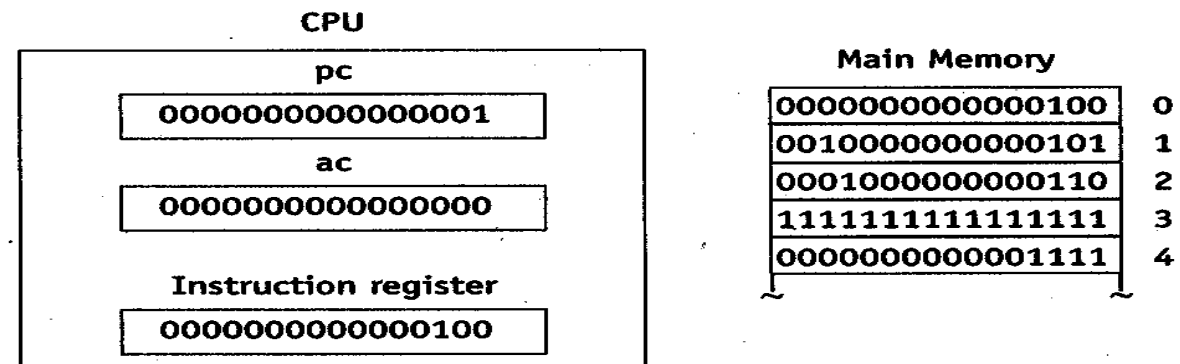 CPU
pc
0000000000000001
ac
0000000000000000
Instruction register
0000000000000100
Main Memory
0000000000000100 0
0010000000000101 1
0001000000000110 2
1111111111111111 3
0000000000001111 4
~ ~